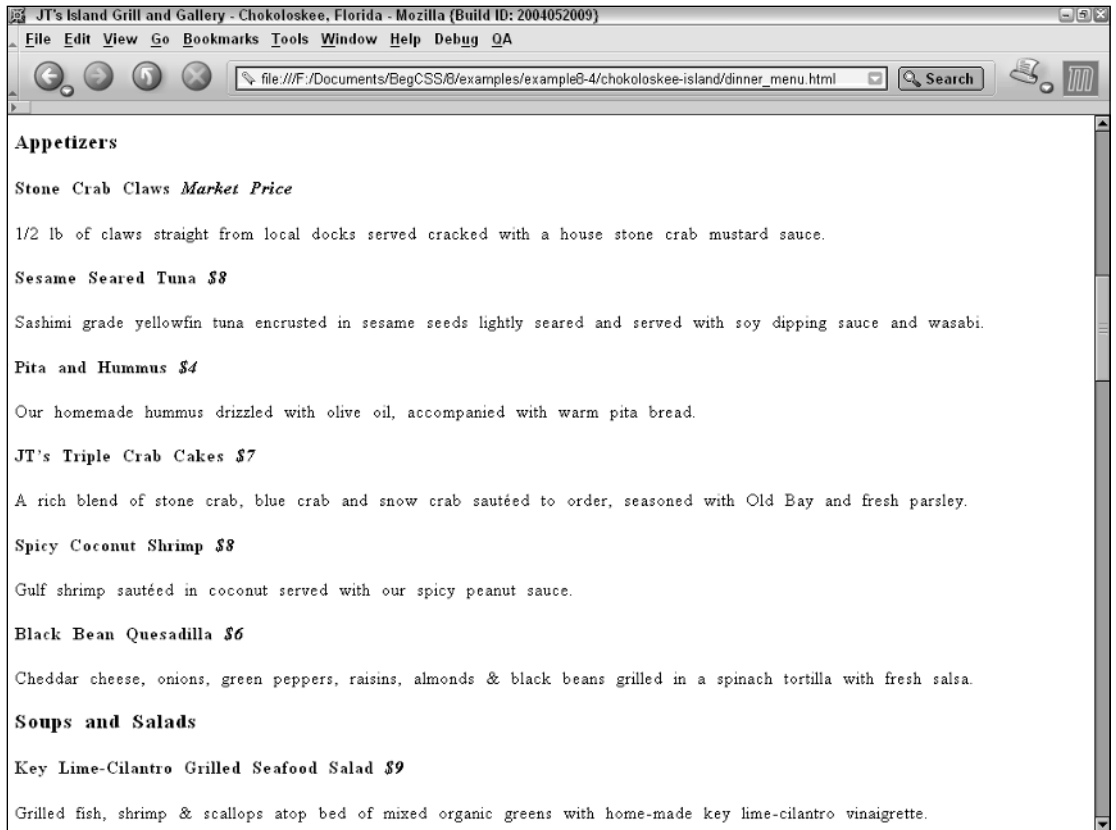 JT's Island Grill and Gallery - Chokoloskee, Florida - Mozilla {Build ID: 2004052009}
File Edit View Go Bookmarks Tools Window Help Debug QA
file:///F:/Documents/BegCSS/8/examples/example8-4/chokoloskee-island/dinner_menu.html Search
Appetizers
Stone Crab Claws Market Price
1/2 lb of claws straight from local docks served cracked with a house stone crab mustard sauce.
Sesame Seared Tuna $8
Sashimi grade yellowfin tuna encrusted in sesame seeds lightly seared and served with soy dipping sauce and wasabi.
Pita and Hummus $4
Our homemade hummus drizzled with olive oil, accompanied with warm pita bread.
JT's Triple Crab Cakes $7
A rich blend of stone crab, blue crab and snow crab sautéed to order, seasoned with Old Bay and fresh parsley.
Spicy Coconut Shrimp $8
Gulf shrimp sautéed in coconut served with our spicy peanut sauce.
Black Bean Quesadilla $6
Cheddar cheese, onions, green peppers, raisins, almonds & black beans grilled in a spinach tortilla with fresh salsa.
Soups and Salads
Key Lime-Cilantro Grilled Seafood Salad $9
Grilled fish, shrimp & scallops atop bed of mixed organic greens with home-made key lime-cilantro vinaigrette.